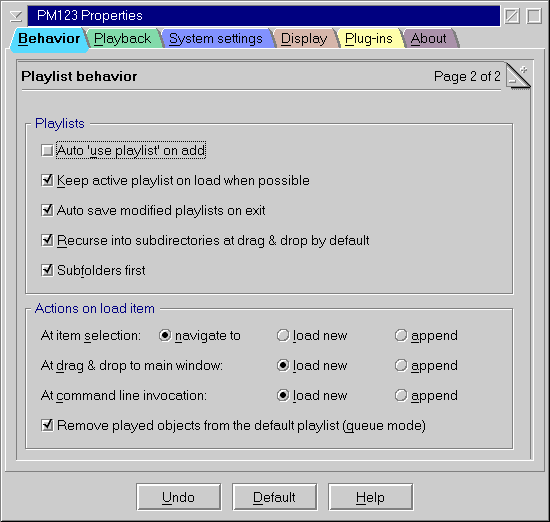 PM123 Properties
Behavior Playback System settings Display Plug-ins About
Playlist behavior Page 2 of 2
Playlists
Auto 'use playlist' on add
Keep active playlist on load when possible
Auto save modified playlists on exit
Recurse into subdirectories at drag & drop by default
Subfolders first
Actions on load item
At item selection: navigate to load new append
At drag & drop to main window: load new append
At command line invocation: load new append
Remove played objects from the default playlist (queue mode)
Undo Default Help